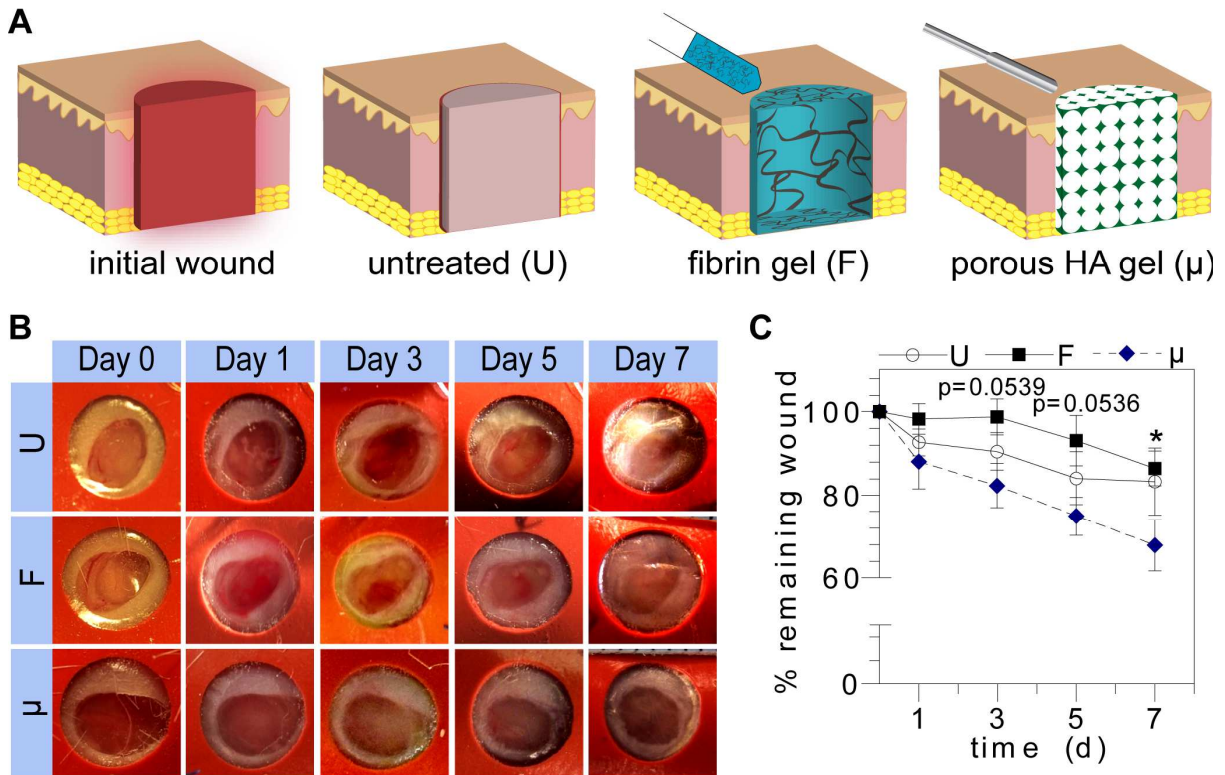 A
initial wound
untreated (U)
fibrin gel (F)
porous HA gel (µ)
B
Day 0
Day 1
Day 3
Day 5
Day 7
U
F
µ
C
U
F
µ
p=0.0539
p=0.0536
*
100
80
60
0
% remaining wound
1
3
5
7
time (d)